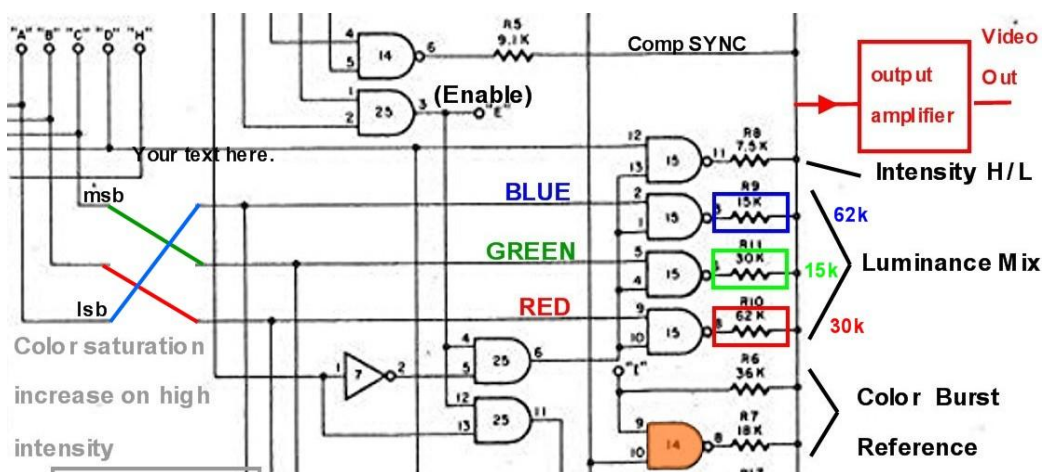 "A" "B" "C" "D" "H"
4
5
14
6
R5
9.1K
Comp SYNC
Video
Out
output
amplifier
1
2
25
3
(Enable)
"E"
Your text here.
12
13
15
11
R8
7.5K
Intensity H/L
msb
BLUE
2
1
15
3
R9
15K
62k
GREEN
5
4
15
R11
30K
15k
Luminance Mix
lsb
RED
9
10
15
8
R10
62K
30k
Color saturation
increase on high
intensity
1
7
2
4
5
25
6
12
13
25
11
R6
36K
9
10
14
8
R7
18K
Color Burst
Reference